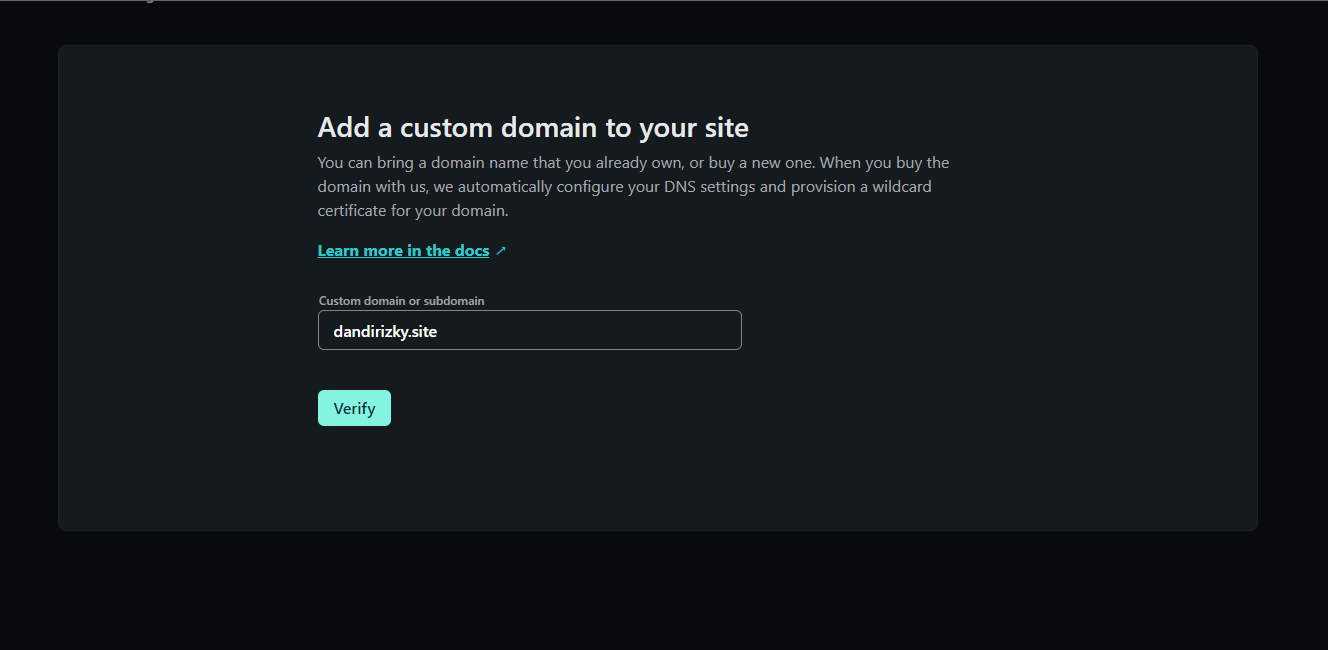 Add a custom domain to your site
You can bring a domain name that you already own, or buy a new one. When you buy the
domain with us, we automatically configure your DNS settings and provision a wildcard
certificate for your domain.
Learn more in the docs ↗
Custom domain or subdomain
dandirizky.site
Verify